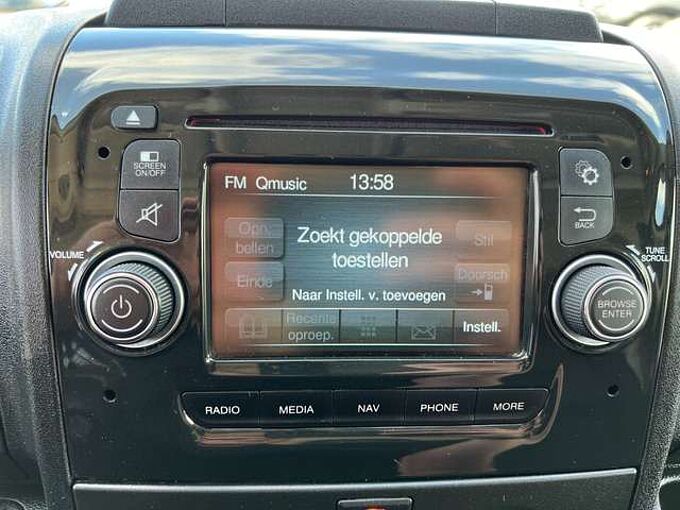 SCREEN
ON/OFF
FM Qmusic 13:58
BACK
VOLUME
TUNE
SCROLL
Opn.
bellen
Zoekt gekoppelde
toestellen
Stil
Einde
Doorsch
Naar Instell. v. toevoegen
Recente
oproep.
Instell.
BROWSE
ENTER
RADIO
MEDIA
NAV
PHONE
MORE